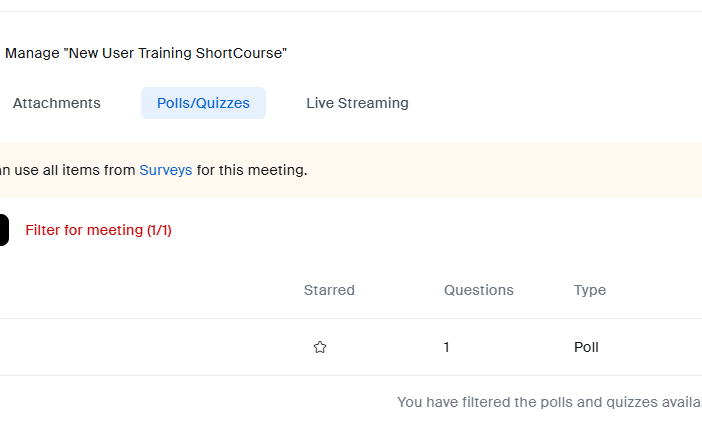 Manage "New User Training ShortCourse"
Attachments Polls/Quizzes Live Streaming
use all items from Surveys for this meeting.
Filter for meeting (1/1)
Starred Questions Type
1 Poll
You have filtered the polls and quizzes